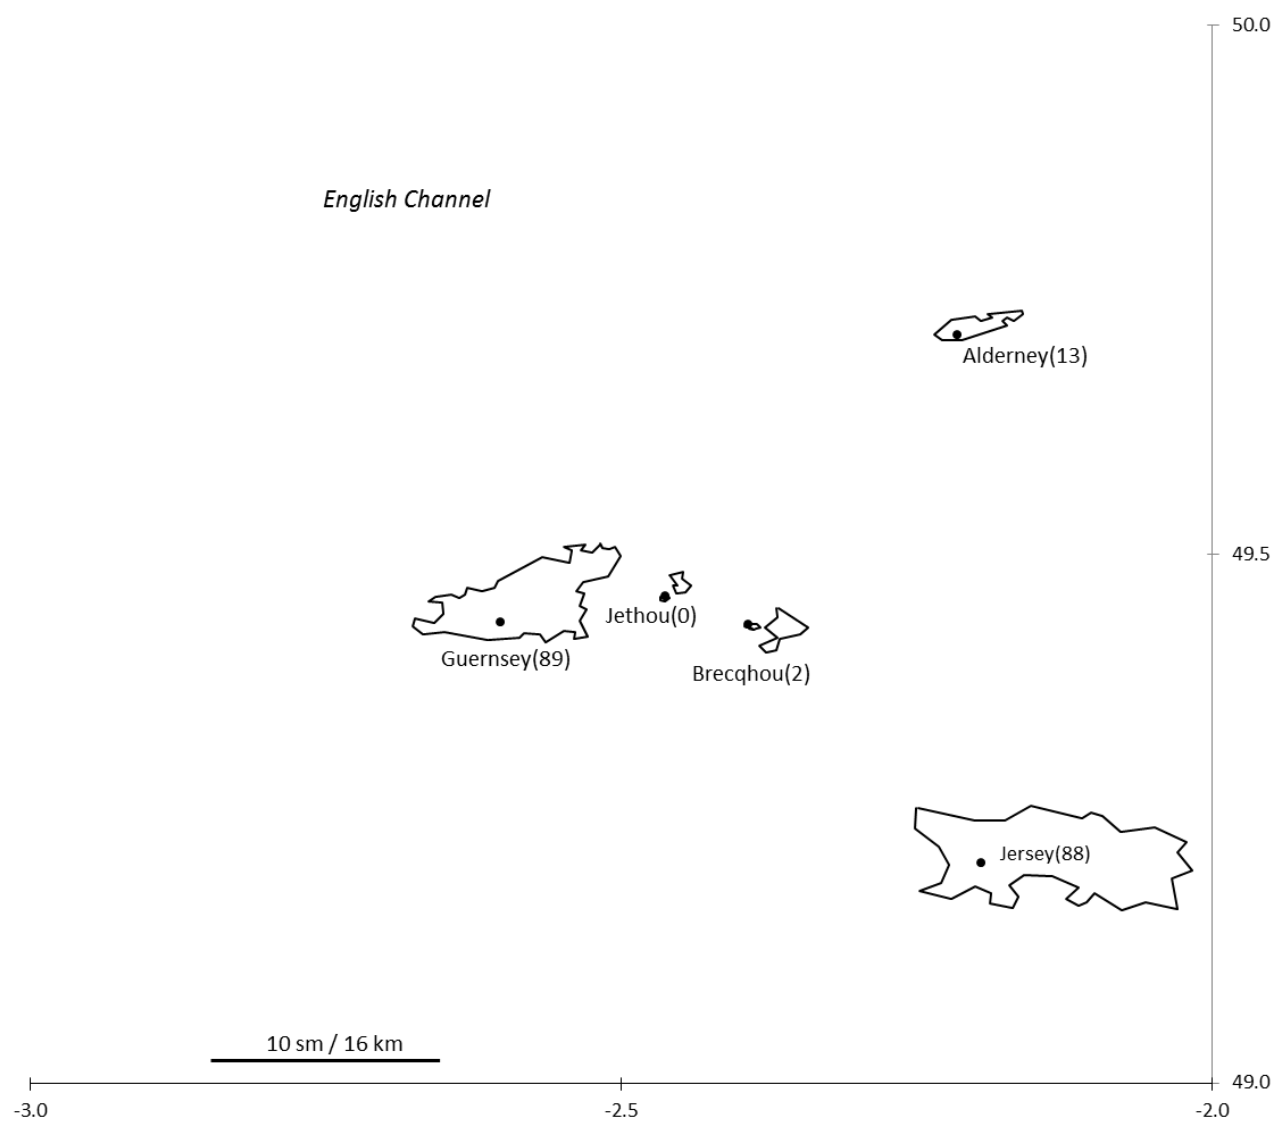 50.0
English Channel
Alderney(13)
49.5
Jethou(0)
Guernsey(89)
Brecqhou(2)
Jersey(88)
10 sm / 16 km
49.0
-3.0
-2.5
-2.0